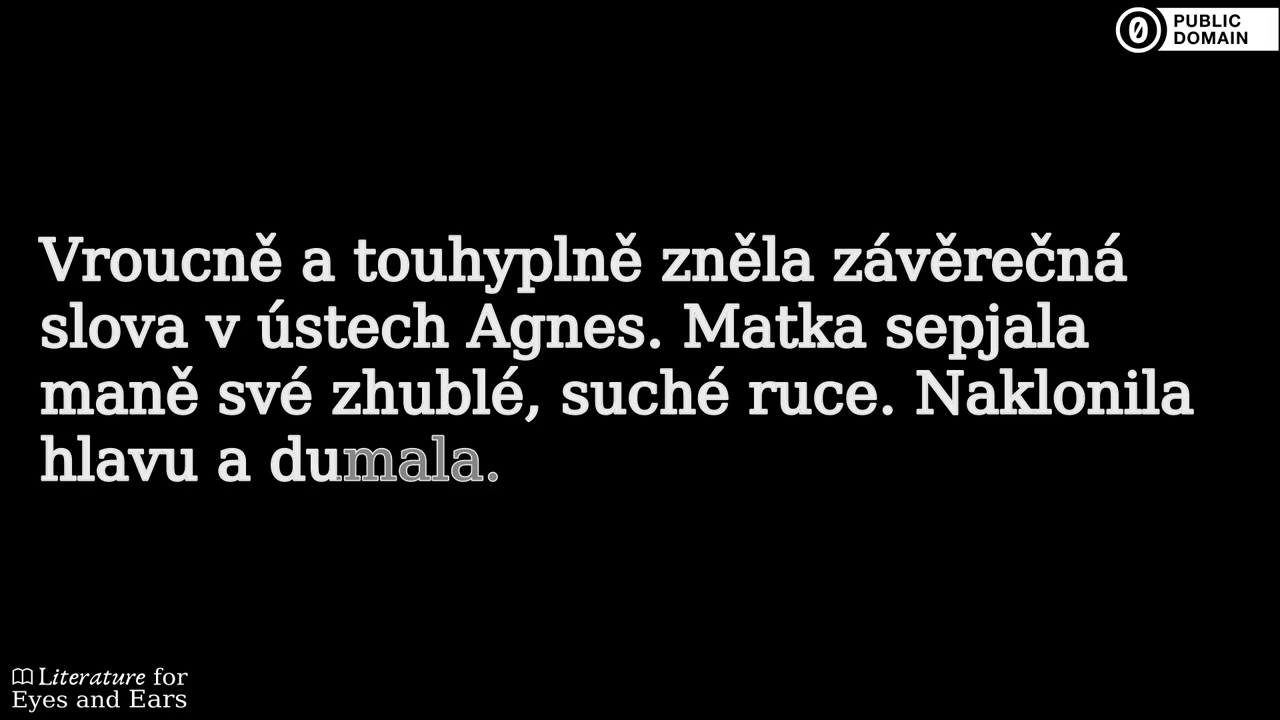 PUBLIC
DOMAIN
Vroucně a touhyplně zněla závěrečná
slova v ústech Agnes. Matka sepjala
maně své zhublé, suché ruce. Naklonila
hlavu a dumala.
Literature for
Eyes and Ears